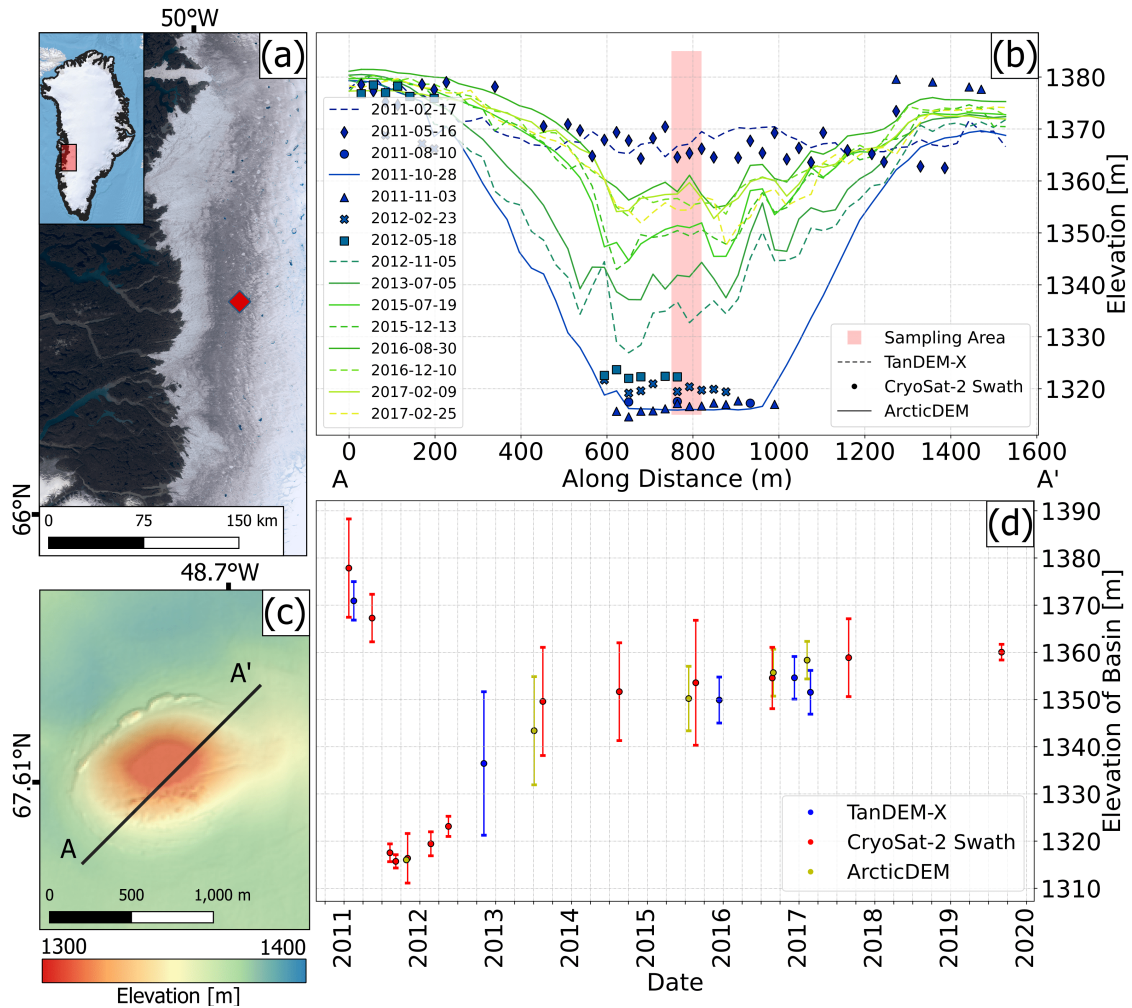 50°W
(a)
66°N
0 75 150 km
(b)
2011-02-17
2011-05-16
2011-08-10
2011-10-28
2011-11-03
2012-02-23
2012-05-18
2012-11-05
2013-07-05
2015-07-19
2015-12-13
2016-08-30
2016-12-10
2017-02-09
2017-02-25
Sampling Area
TanDEM-X
CryoSat-2 Swath
ArcticDEM
1380
1370
1360
1350
1340
1330
1320
Elevation [m]
0 200 400 600 800 1000 1200 1400 1600
A Along Distance (m) A'
48.7°W
(c)
A'
A
67.61°N
0 500 1,000 m
1300 1400
Elevation [m]
(d)
1390
1380
1370
1360
1350
1340
1330
1320
1310
Elevation of Basin [m]
TanDEM-X
CryoSat-2 Swath
ArcticDEM
2011 2012 2013 2014 2015 2016 2017 2018 2019 2020
Date